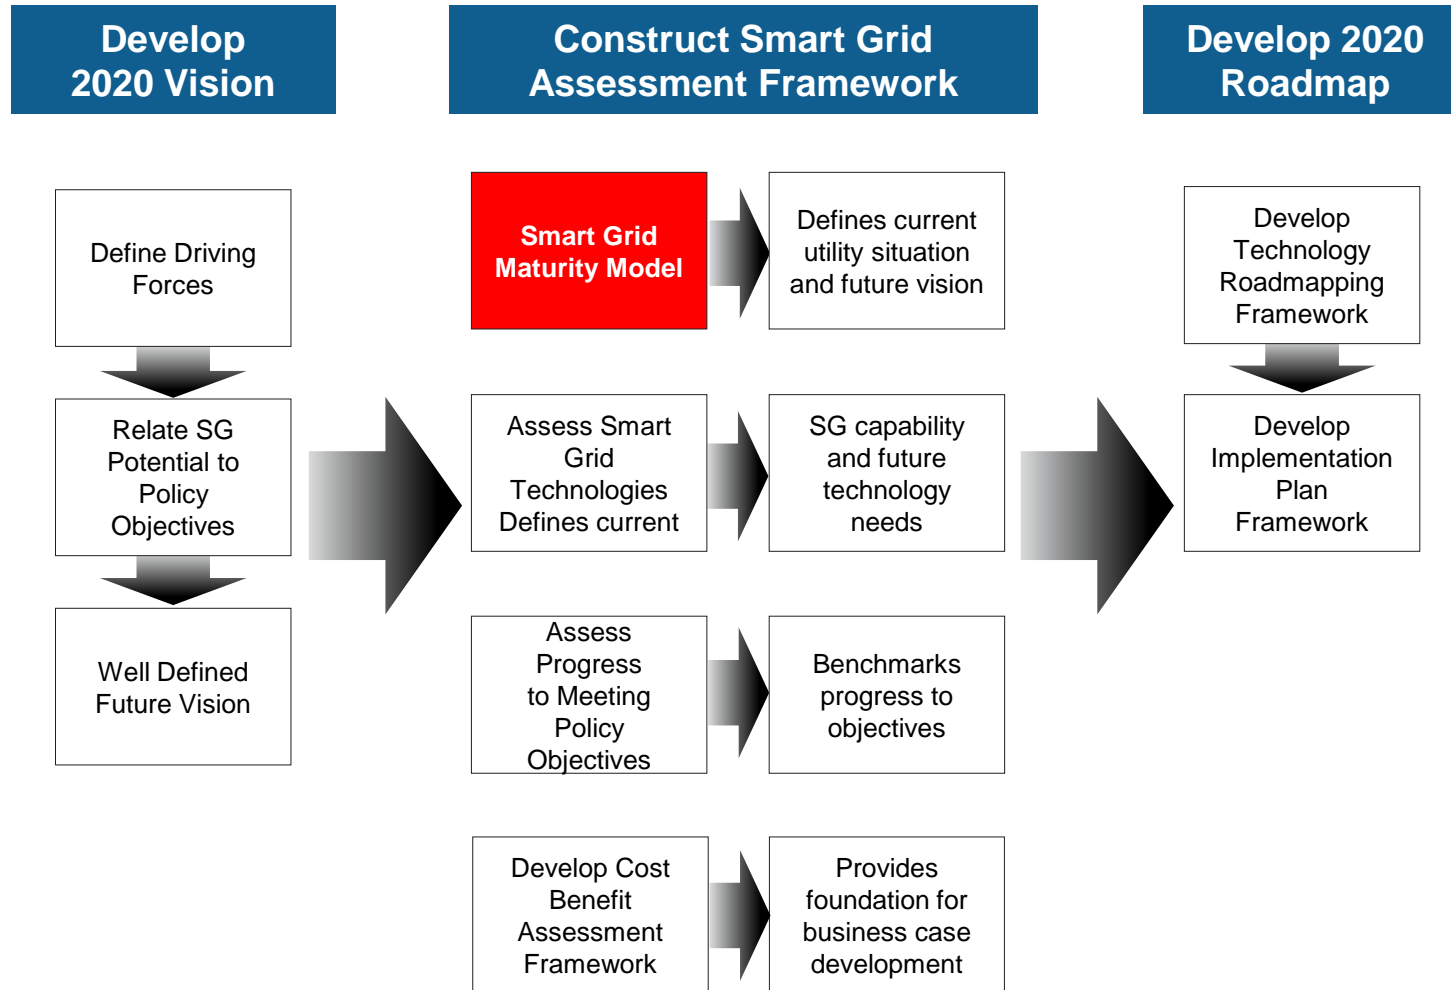 Develop
2020 Vision
Construct Smart Grid
Assessment Framework
Develop 2020
Roadmap
Define Driving
Forces
Relate SG
Potential to
Policy
Objectives
Well Defined
Future Vision
Smart Grid
Maturity Model
Defines current
utility situation
and future vision
Assess Smart
Grid
Technologies
Defines current
SG capability
and future
technology
needs
Assess
Progress
to Meeting
Policy
Objectives
Benchmarks
progress to
objectives
Develop Cost
Benefit
Assessment
Framework
Provides
foundation for
business case
development
Develop
Technology
Roadmapping
Framework
Develop
Implementation
Plan
Framework